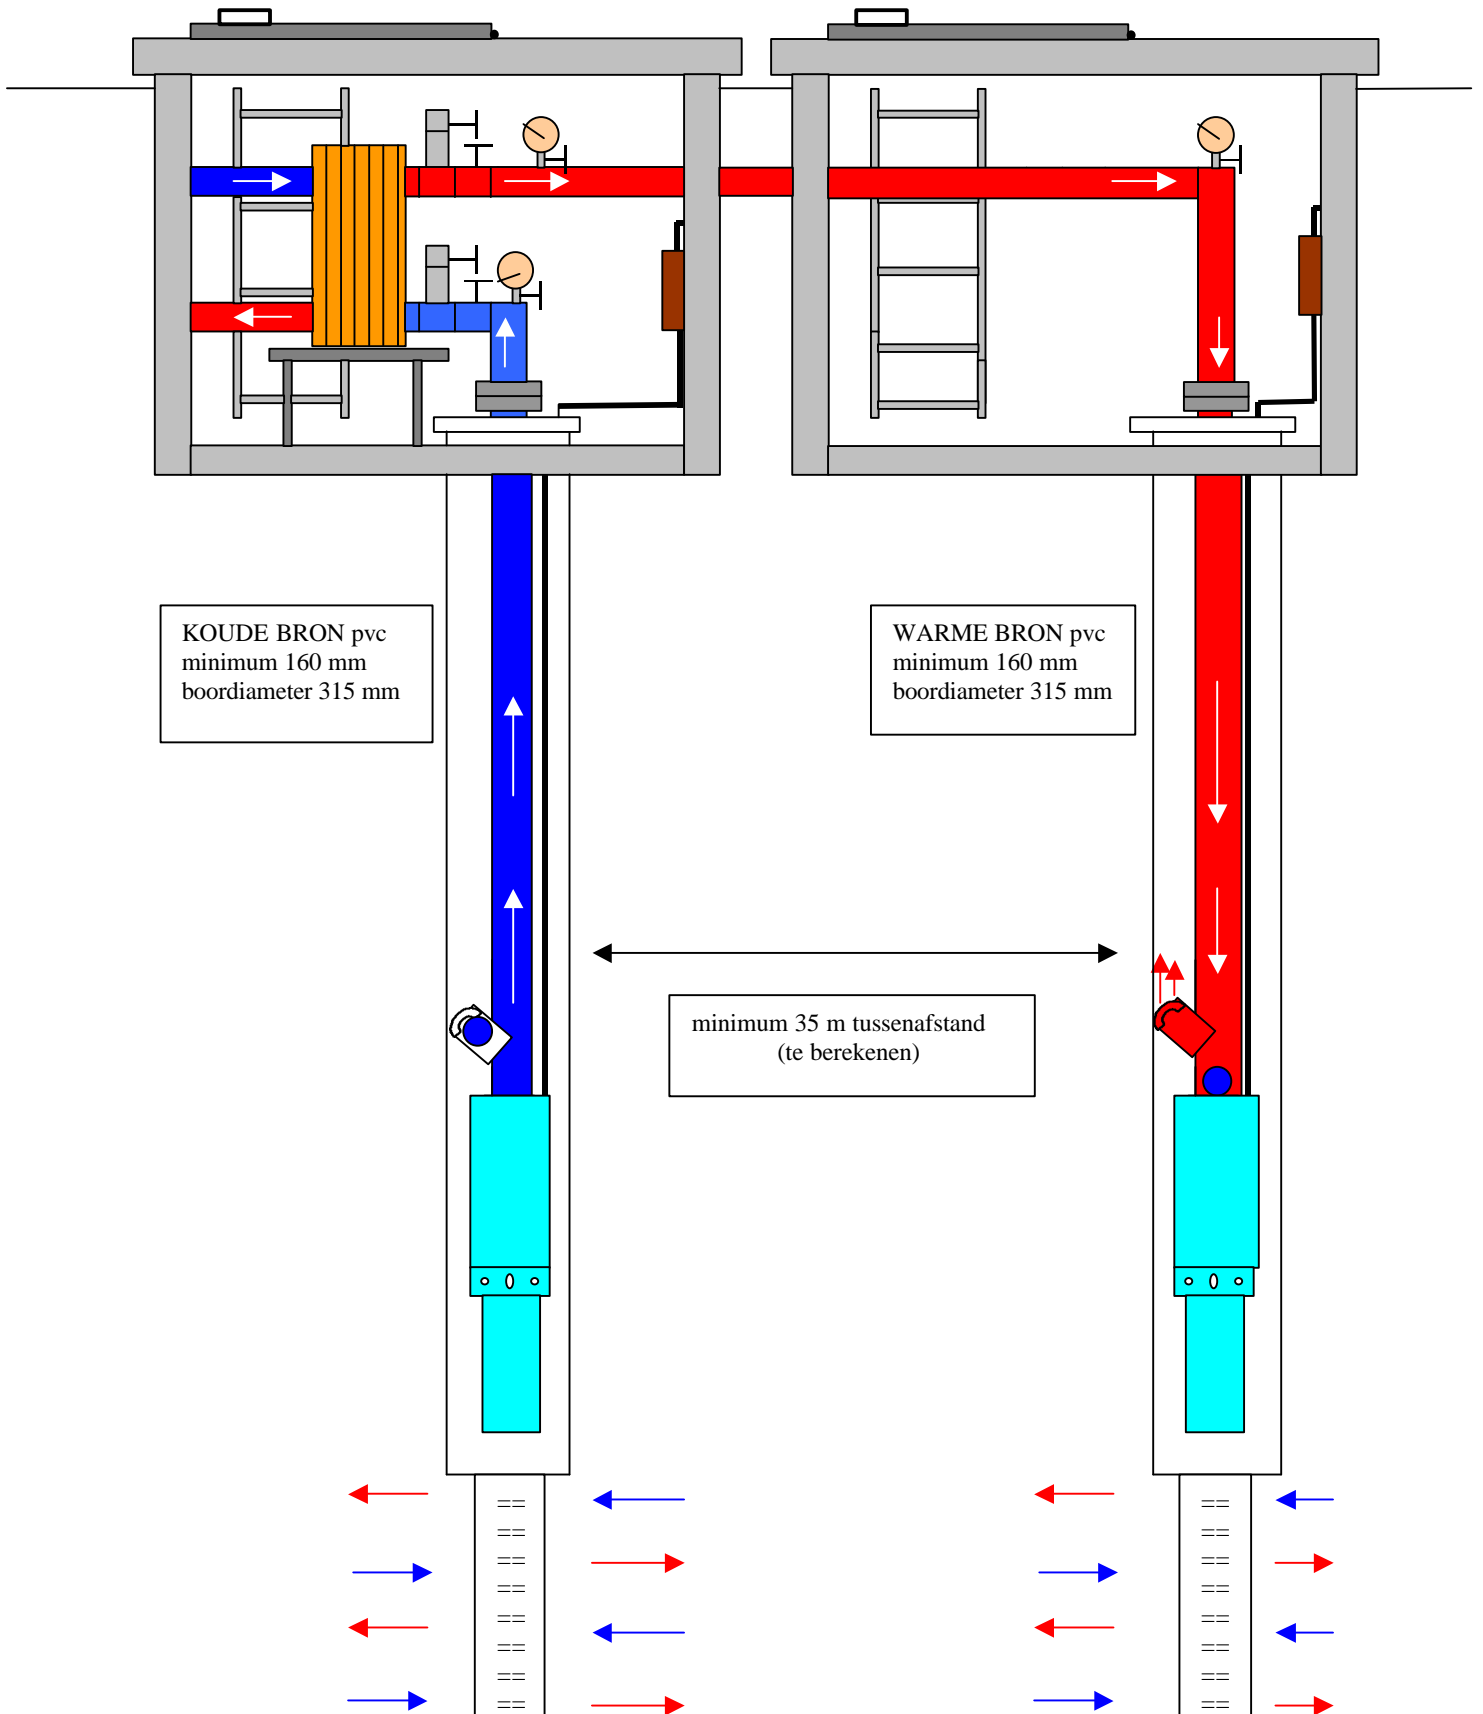 KOUDE BRON pvc
minimum 160 mm
boordiameter 315 mm
WARME BRON pvc
minimum 160 mm
boordiameter 315 mm
minimum 35 m tussenafstand
(te berekenen)